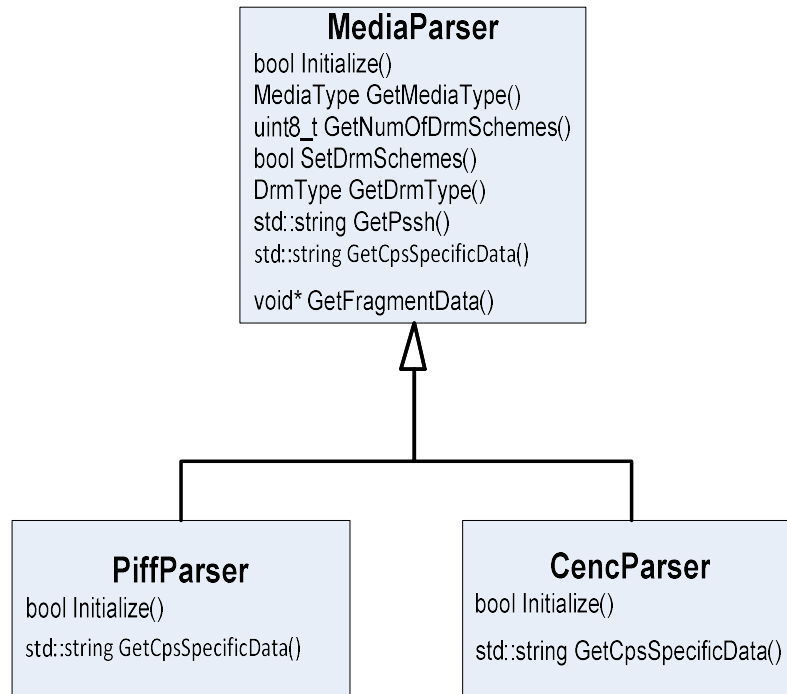 MediaParser
bool Initialize()
MediaType GetMediaType()
uint8_t GetNumOfDrmSchemes()
bool SetDrmSchemes()
DrmType GetDrmType()
std::string GetPssh()
std::string GetCpsSpecificData()
void* GetFragmentData()
PiffParser
bool Initialize()
std::string GetCpsSpecificData()
CencParser
bool Initialize()
std::string GetCpsSpecificData()